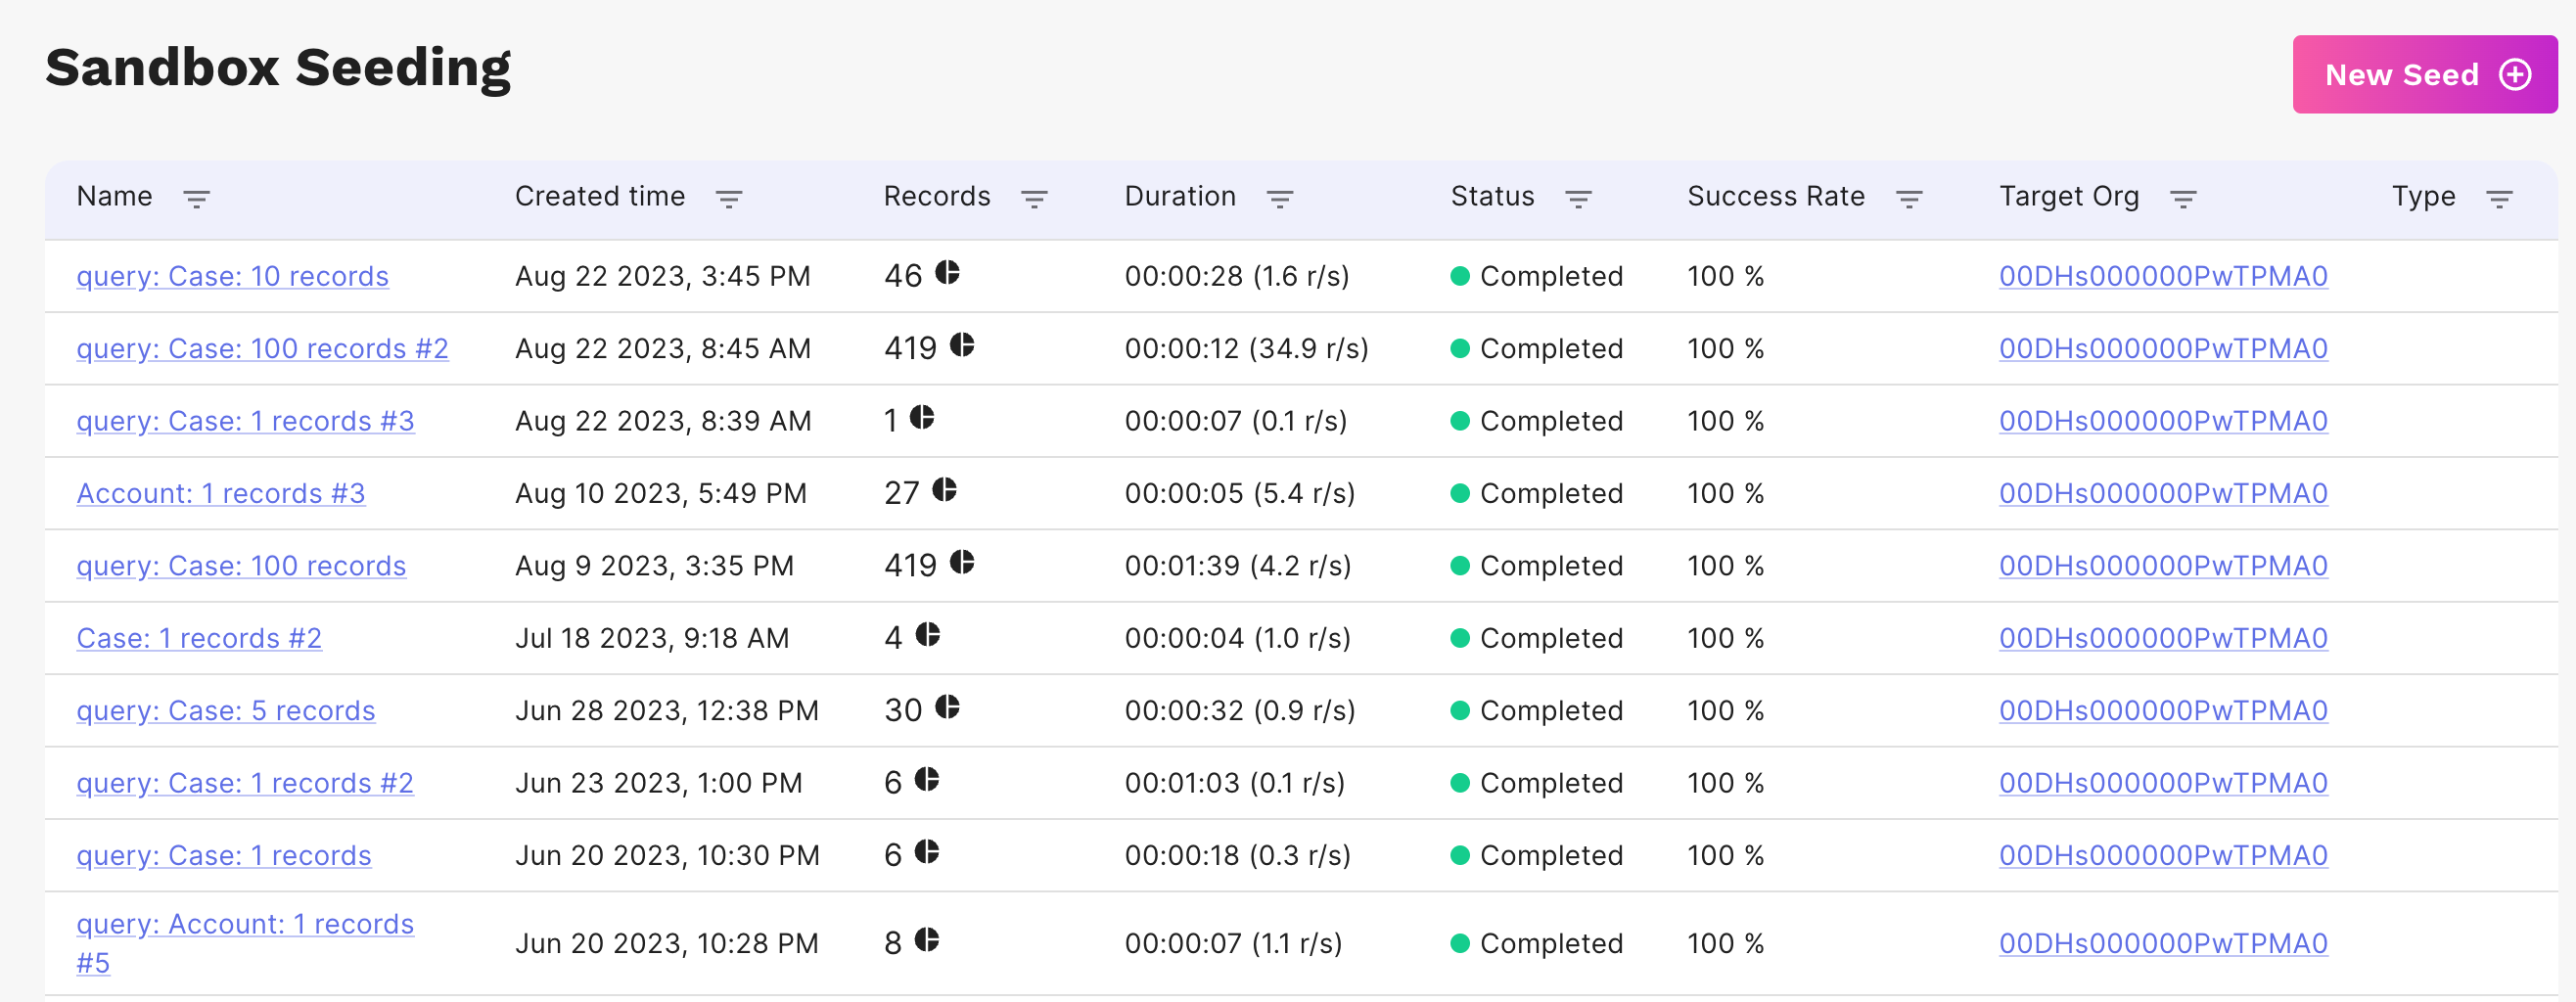 Sandbox Seeding
New Seed
Name Created time Records Duration Status Success Rate Target Org Type
query: Case: 10 records Aug 22 2023, 3:45 PM 46 00:00:28 (1.6 r/s) Completed 100 % 00DHs000000PwTPMA0
query: Case: 100 records #2 Aug 22 2023, 8:45 AM 419 00:00:12 (34.9 r/s) Completed 100 % 00DHs000000PwTPMA0
query: Case: 1 records #3 Aug 22 2023, 8:39 AM 1 00:00:07 (0.1 r/s) Completed 100 % 00DHs000000PwTPMA0
Account: 1 records #3 Aug 10 2023, 5:49 PM 27 00:00:05 (5.4 r/s) Completed 100 % 00DHs000000PwTPMA0
query: Case: 100 records Aug 9 2023, 3:35 PM 419 00:01:39 (4.2 r/s) Completed 100 % 00DHs000000PwTPMA0
Case: 1 records #2 Jul 18 2023, 9:18 AM 4 00:00:04 (1.0 r/s) Completed 100 % 00DHs000000PwTPMA0
query: Case: 5 records Jun 28 2023, 12:38 PM 30 00:00:32 (0.9 r/s) Completed 100 % 00DHs000000PwTPMA0
query: Case: 1 records #2 Jun 23 2023, 1:00 PM 6 00:01:03 (0.1 r/s) Completed 100 % 00DHs000000PwTPMA0
query: Case: 1 records Jun 20 2023, 10:30 PM 6 00:00:18 (0.3 r/s) Completed 100 % 00DHs000000PwTPMA0
query: Account: 1 records
#5 Jun 20 2023, 10:28 PM 8 00:00:07 (1.1 r/s) Completed 100 % 00DHs000000PwTPMA0